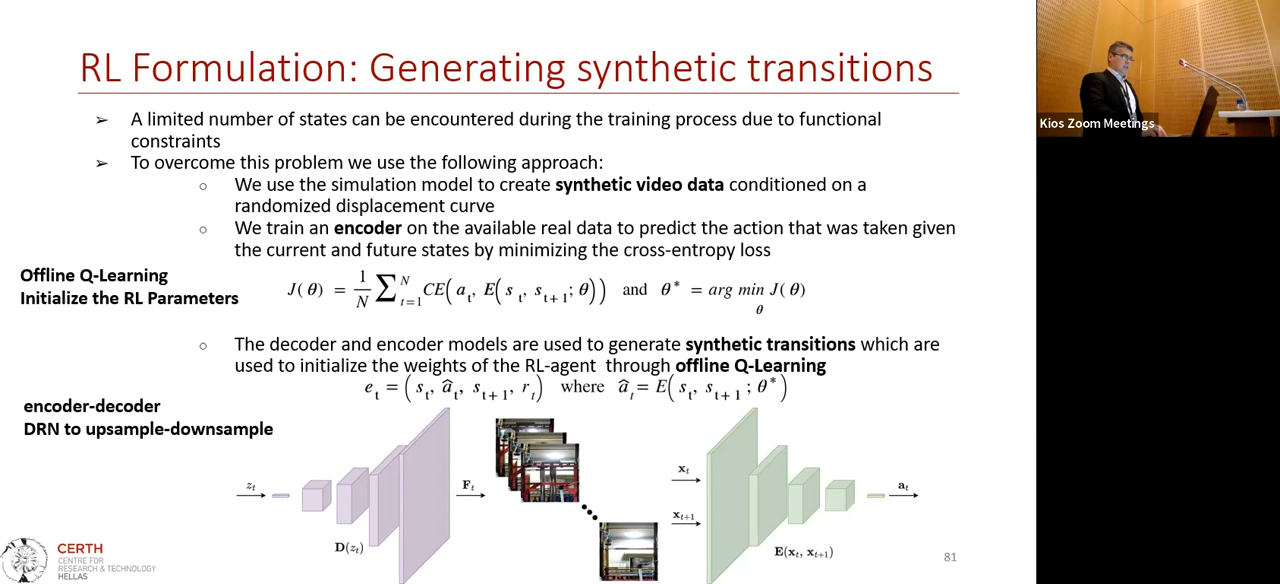 RL Formulation: Generating synthetic transitions
➢ A limited number of states can be encountered during the training process due to functional
constraints
➢ To overcome this problem we use the following approach:
○ We use the simulation model to create synthetic video data conditioned on a
randomized displacement curve
○ We train an encoder on the available real data to predict the action that was taken given
the current and future states by minimizing the cross-entropy loss
Offline Q-Learning
Initialize the RL Parameters
J(θ) = 1/N ∑_{t=1}^{N} CE(a_t, E(s_t, s_{t+1}; θ)) and θ* = arg min_θ J(θ)
○ The decoder and encoder models are used to generate synthetic transitions which are
used to initialize the weights of the RL-agent through offline Q-Learning
e_t = (s_t, â_t, s_{t+1}, r_t) where â_t = E(s_t, s_{t+1}; θ*)
encoder-decoder
DRN to upsample-downsample
z_t
F_t
x_t
x_{t+1}
a_t
D(z_t)
E(x_t, x_{t+1})
CERTH
CENTRE FOR
RESEARCH & TECHNOLOGY
HELLAS
81
Kios Zoom Meetings